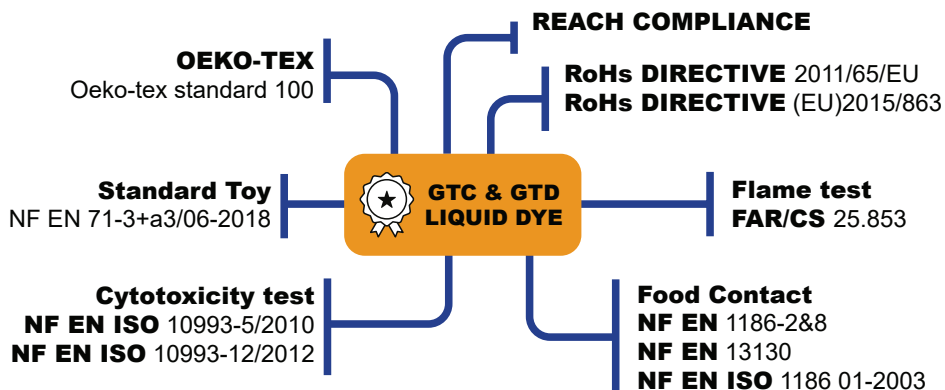 REACH COMPLIANCE
OEKO-TEX
Oeko-tex standard 100
RoHs DIRECTIVE 2011/65/EU
RoHs DIRECTIVE (EU)2015/863
GTC & GTD
LIQUID DYE
Standard Toy
NF EN 71-3+a3/06-2018
Flame test
FAR/CS 25.853
Cytotoxicity test
NF EN ISO 10993-5/2010
NF EN ISO 10993-12/2012
Food Contact
NF EN 1186-2&8
NF EN 13130
NF EN ISO 1186 01-2003